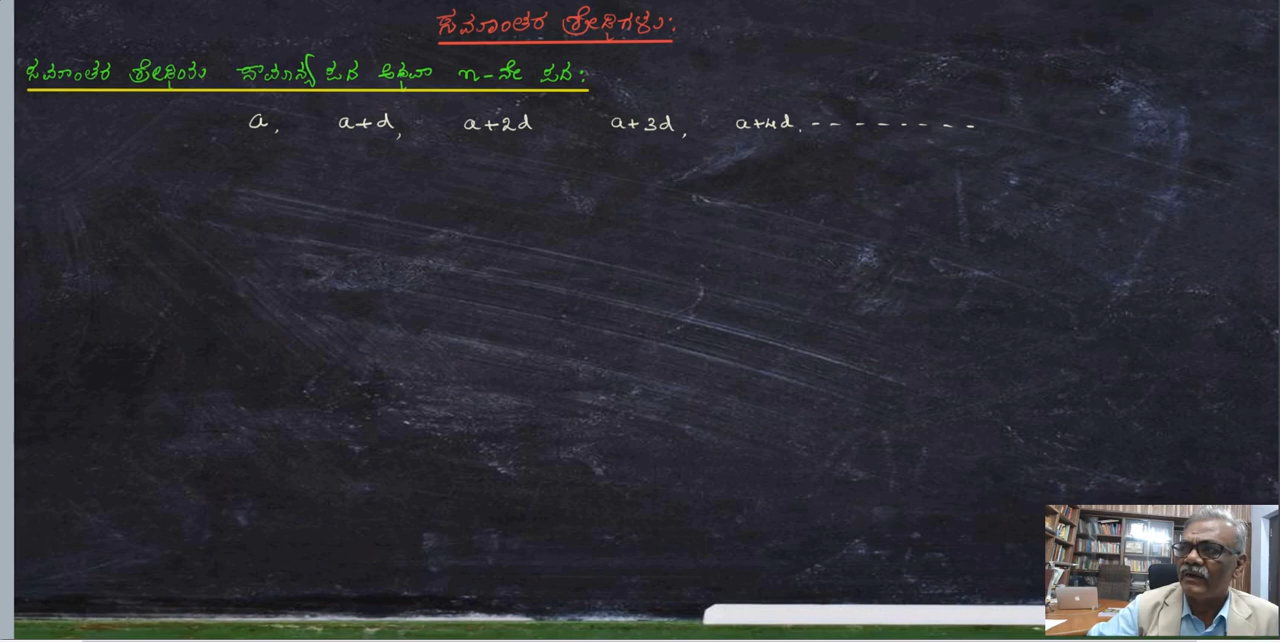 ಸಮಾಂತರ ಶ್ರೇಢಿಗಳು:
ಸಮಾಂತರ ಶ್ರೇಢಿಯ ಸಾಮಾನ್ಯ ಪದ ಅಥವಾ n-ನೇ ಪದ:
a, a+d, a+2d a+3d, a+4d, --------